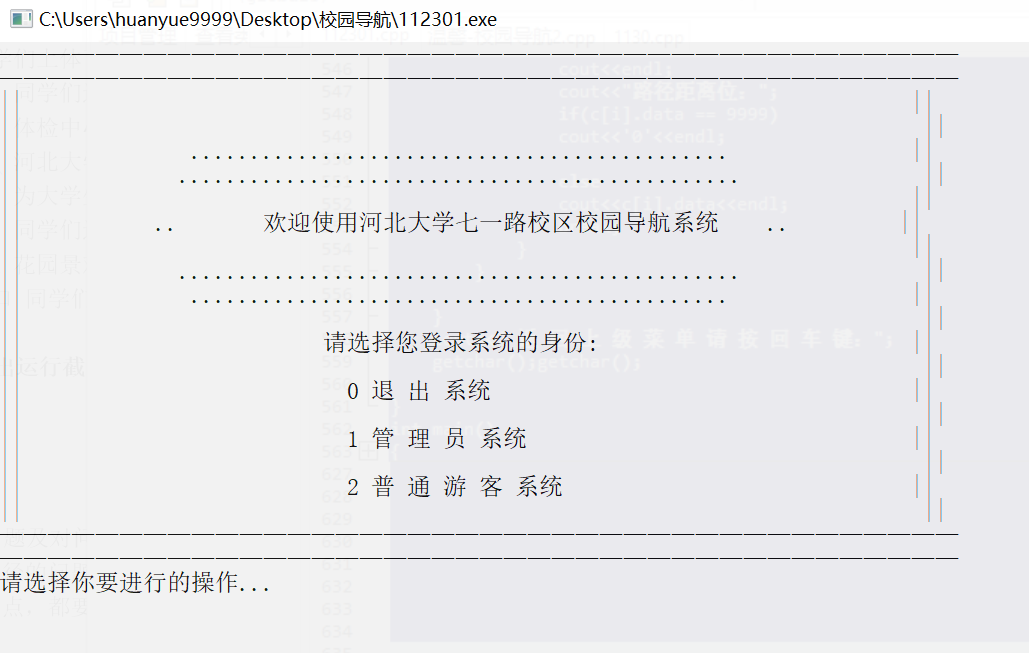 C:\Users\huanyue9999\Desktop\校园导航\112301.exe
欢迎使用河北大学七一路校区校园导航系统
请选择您登录系统的身份:
0 退 出 系统
1 管 理 员 系统
2 普 通 游 客 系统
请选择你要进行的操作...